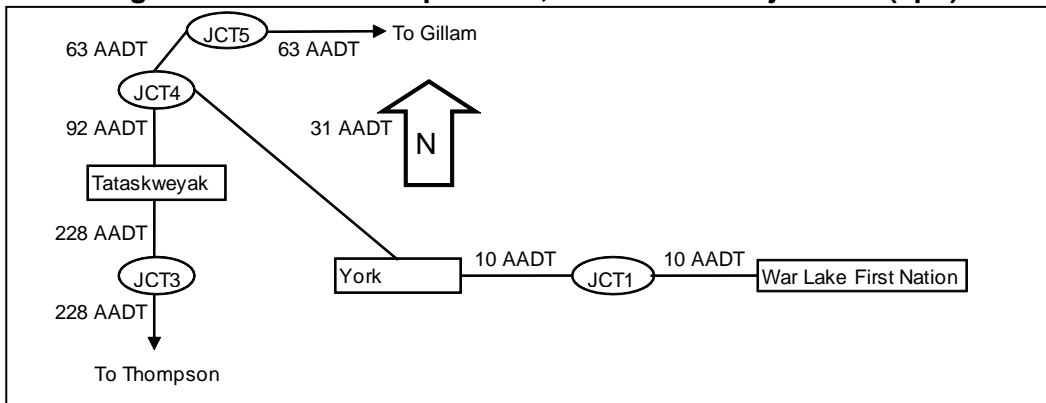 JCT5
To Gillam
63 AADT
63 AADT
JCT4
92 AADT
31 AADT
N
Tataskweyak
228 AADT
JCT3
York
10 AADT
JCT1
10 AADT
War Lake First Nation
228 AADT
To Thompson